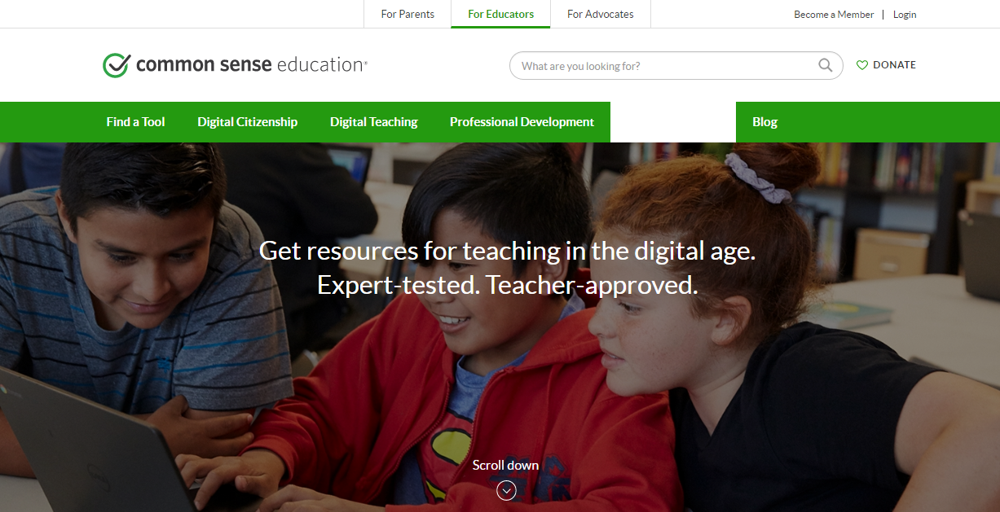 For Parents
For Educators
For Advocates
Become a Member | Login
common sense education®
What are you looking for?
DONATE
Find a Tool
Digital Citizenship
Digital Teaching
Professional Development
Blog
Get resources for teaching in the digital age.
Expert-tested. Teacher-approved.
Scroll down